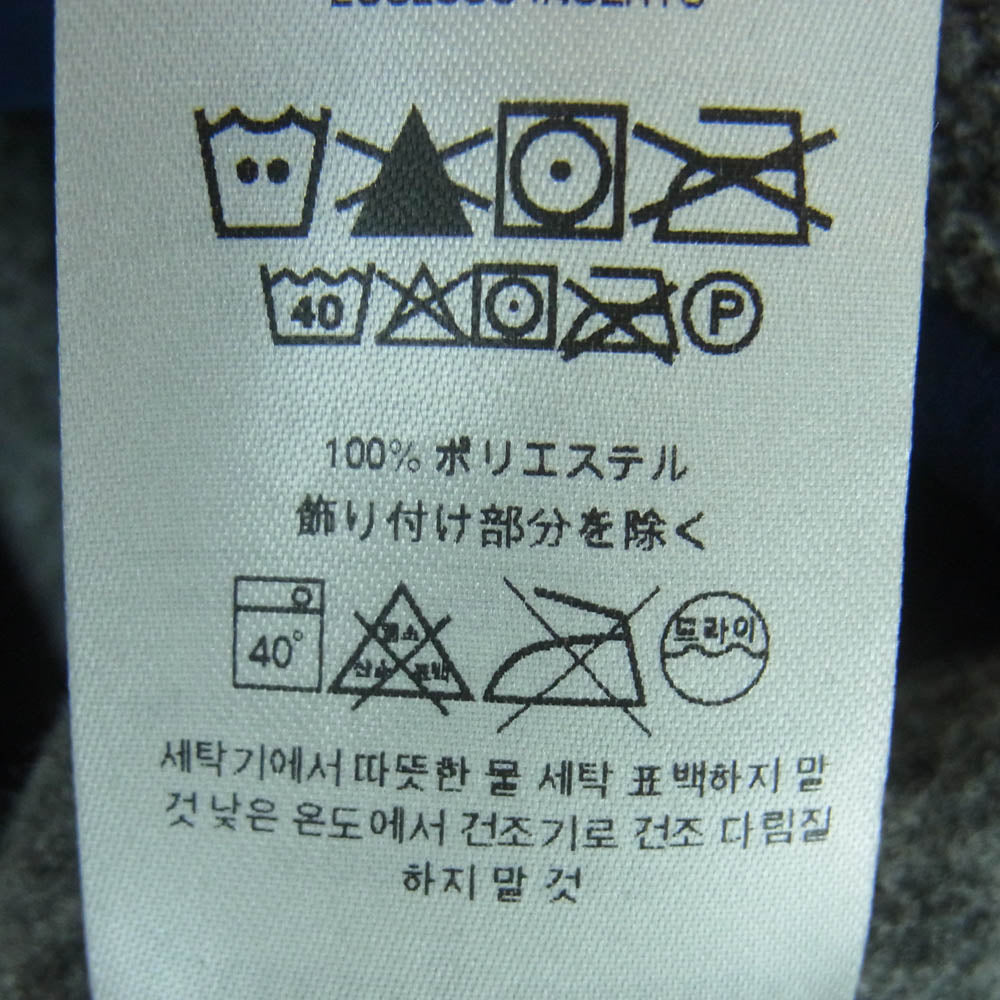 40
P
100% ポリエステル
飾り付け部分を除く
40°
드라이
세탁기에서 따뜻한 물 세탁 표백하지 말
것 낮은 온도에서 건조기로 건조 다림질
하지 말 것